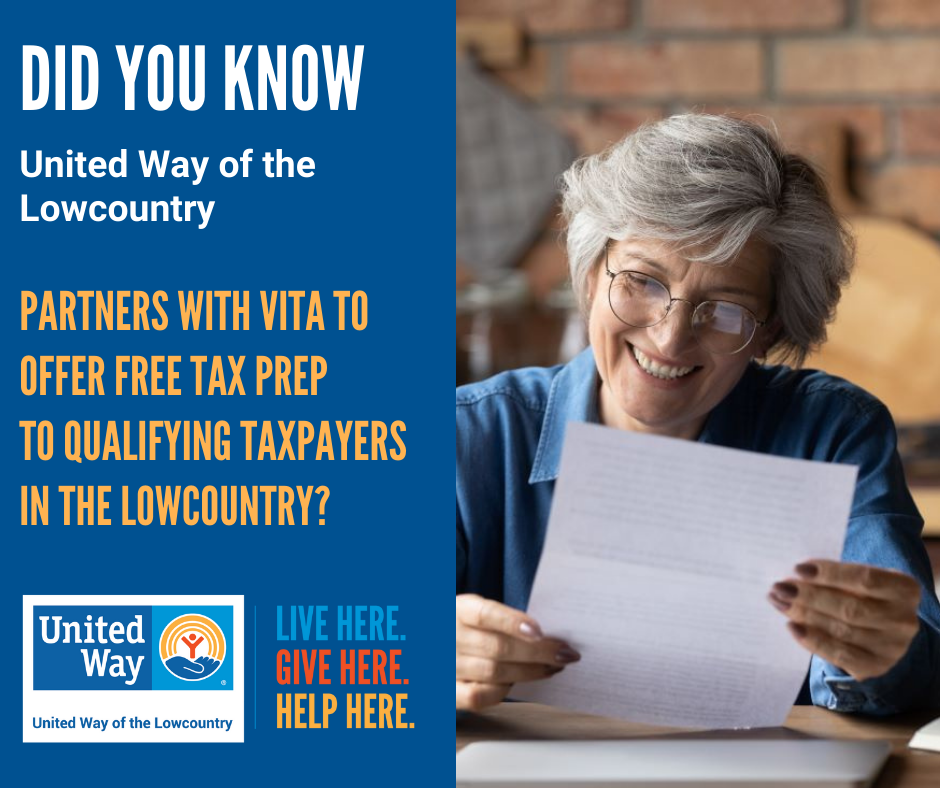 DID YOU KNOW
United Way of the
Lowcountry
PARTNERS WITH VITA TO
OFFER FREE TAX PREP
TO QUALIFYING TAXPAYERS
IN THE LOWCOUNTRY?
United
Way
®
United Way of the Lowcountry
LIVE HERE.
GIVE HERE.
HELP HERE.